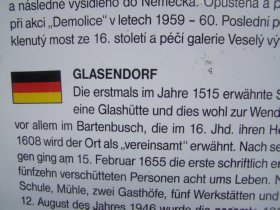 a následně vysídleno do Německa. Opuštěná a p
při akci „Demolice" v letech 1959 – 60. Poslední p
klenutý most ze 16. století a péčí galerie Veselý vý
GLASENDORF
Die erstmals im Jahre 1515 erwähnte S
eine Glashütte und dies wohl zur Wend
vor allem im Bartenbusch, die im 16. Jhd. ihren He
1608 wird der Ort als „vereinsamt" erwähnt. Nach se
gen ging am 15. Februar 1655 die erste schriftlich er
fünfzehn verschütteten Personen acht ums Leben. N
Schule, Mühle, zwei Gasthöfe, fünf Werkstätten und
12. August des Jahres 1946 wurde